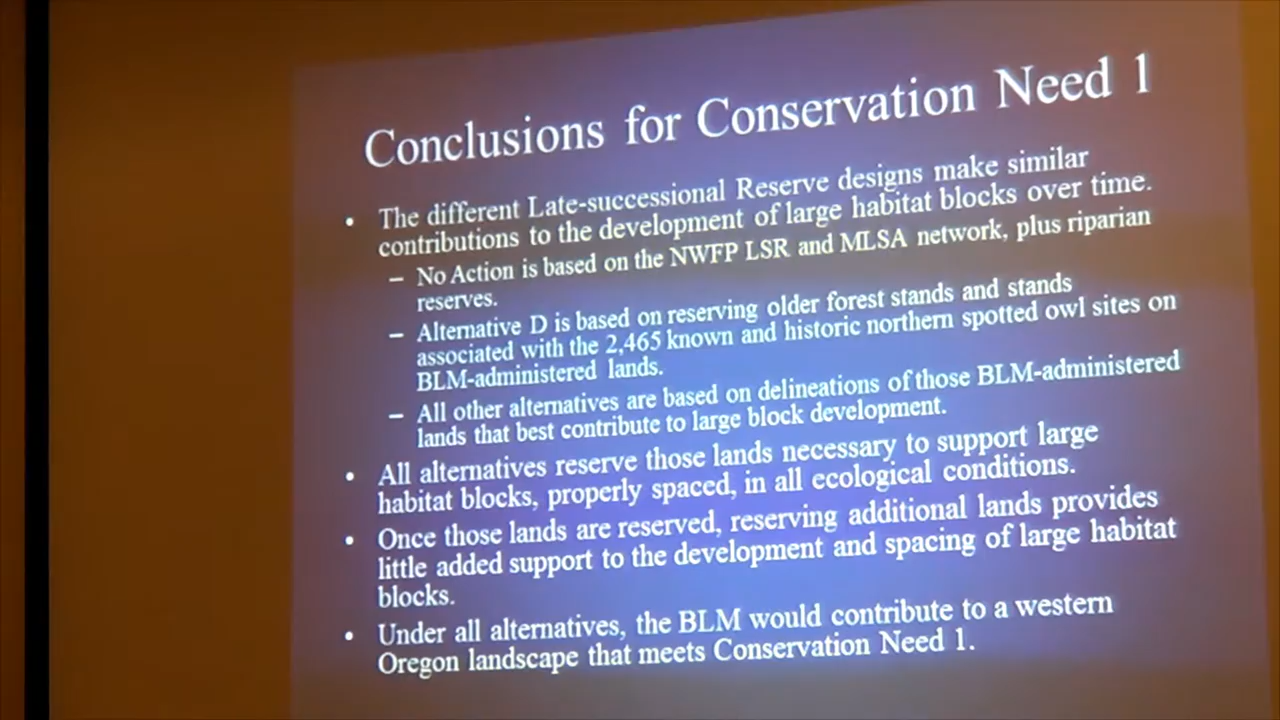 Conclusions for Conservation Need 1
• The different Late-successional Reserve designs make similar
contributions to the development of large habitat blocks over time.
– No Action is based on the NWFP LSR and MLSA network, plus riparian
reserves.
– Alternative D is based on reserving older forest stands and stands
associated with the 2,465 known and historic northern spotted owl sites on
BLM-administered lands.
– All other alternatives are based on delineations of those BLM-administered
lands that best contribute to large block development.
• All alternatives reserve those lands necessary to support large
habitat blocks, properly spaced, in all ecological conditions.
• Once those lands are reserved, reserving additional lands provides
little added support to the development and spacing of large habitat
blocks.
• Under all alternatives, the BLM would contribute to a western
Oregon landscape that meets Conservation Need 1.